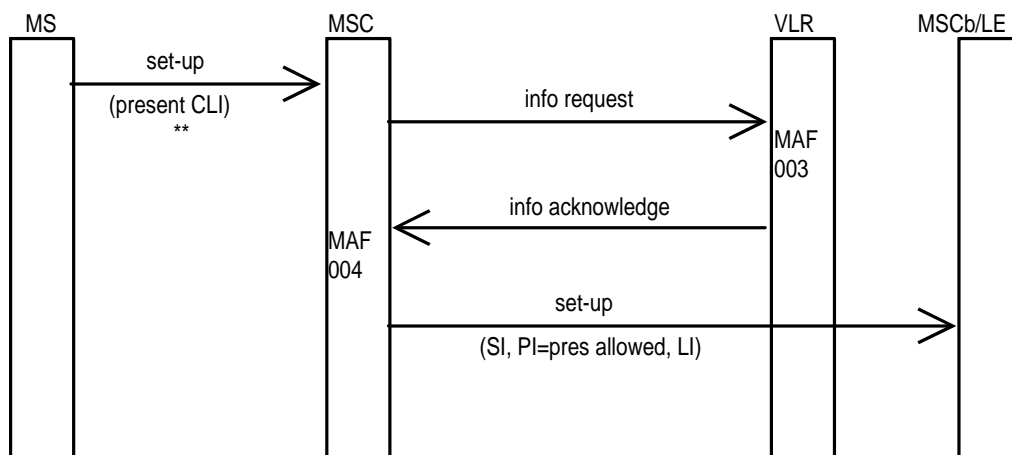 MS
MSC
VLR
MSCb/LE
set-up
(present CLI)
**
info request
MAF
003
info acknowledge
MAF
004
set-up
(SI, PI=pres allowed, LI)